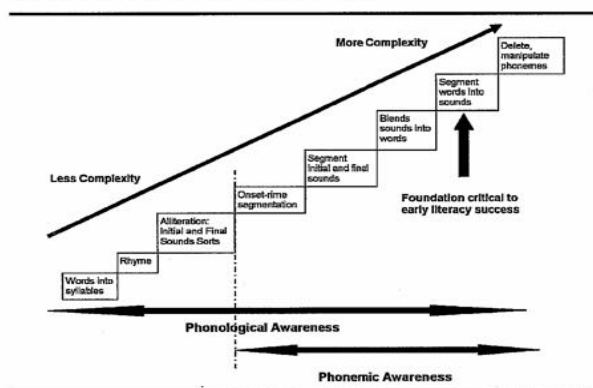 More Complexity
Delete,
manipulate
phonemes
Segment
words into
sounds
Blends
sounds into
words
Segment
initial and final
sounds
Less Complexity
Onset-rime
segmentation
Foundation critical to
early literacy success
Alliteration:
Initial and Final
Sounds Sorts
Rhyme
Words into
syllables
Phonological Awareness
Phonemic Awareness